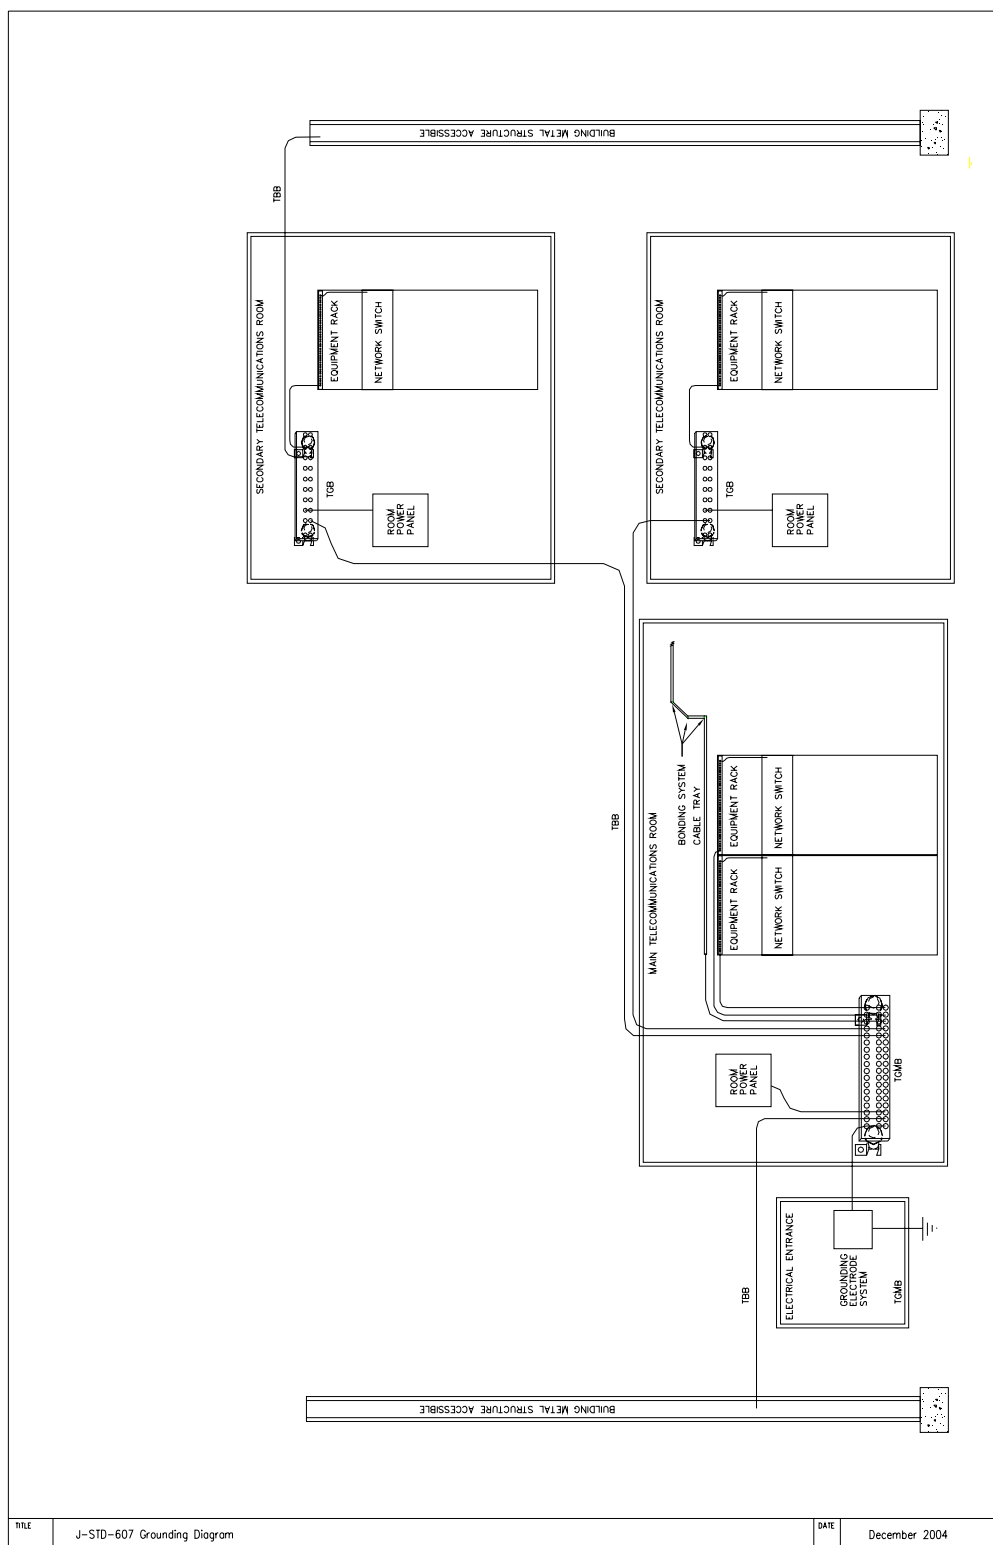 BUILDING METAL STRUCTURE ACCESSIBLE
TBB
SECONDARY TELECOMMUNICATIONS ROOM
EQUIPMENT RACK
NETWORK SWITCH
TGB
ROOM
POWER
PANEL
SECONDARY TELECOMMUNICATIONS ROOM
EQUIPMENT RACK
NETWORK SWITCH
TGB
ROOM
POWER
PANEL
TBB
MAIN TELECOMMUNICATIONS ROOM
BONDING SYSTEM
CABLE TRAY
EQUIPMENT RACK
NETWORK SWITCH
EQUIPMENT RACK
NETWORK SWITCH
ROOM
POWER
PANEL
TGMB
ELECTRICAL ENTRANCE
GROUNDING
ELECTRODE
SYSTEM
TGMB
TBB
BUILDING METAL STRUCTURE ACCESSIBLE
TITLE
J-STD-607 Grounding Diagram
DATE
December 2004